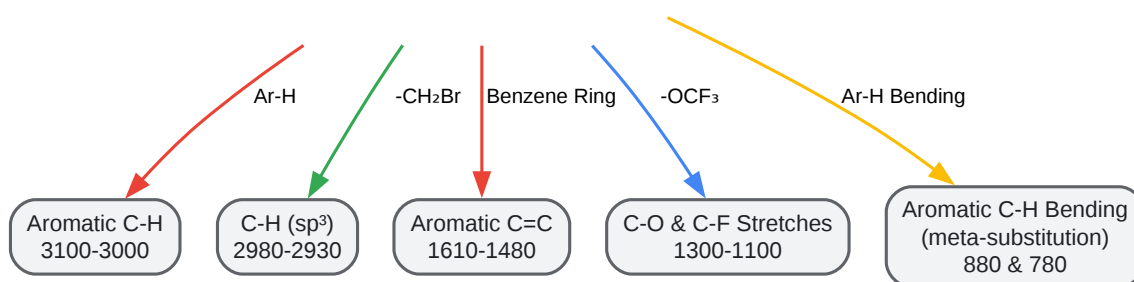 Ar-H
-CH₂Br
Benzene Ring
-OCF₃
Ar-H Bending
Aromatic C-H
3100-3000
C-H (sp³)
2980-2930
Aromatic C=C
1610-1480
C-O & C-F Stretches
1300-1100
Aromatic C-H Bending
(meta-substitution)
880 & 780